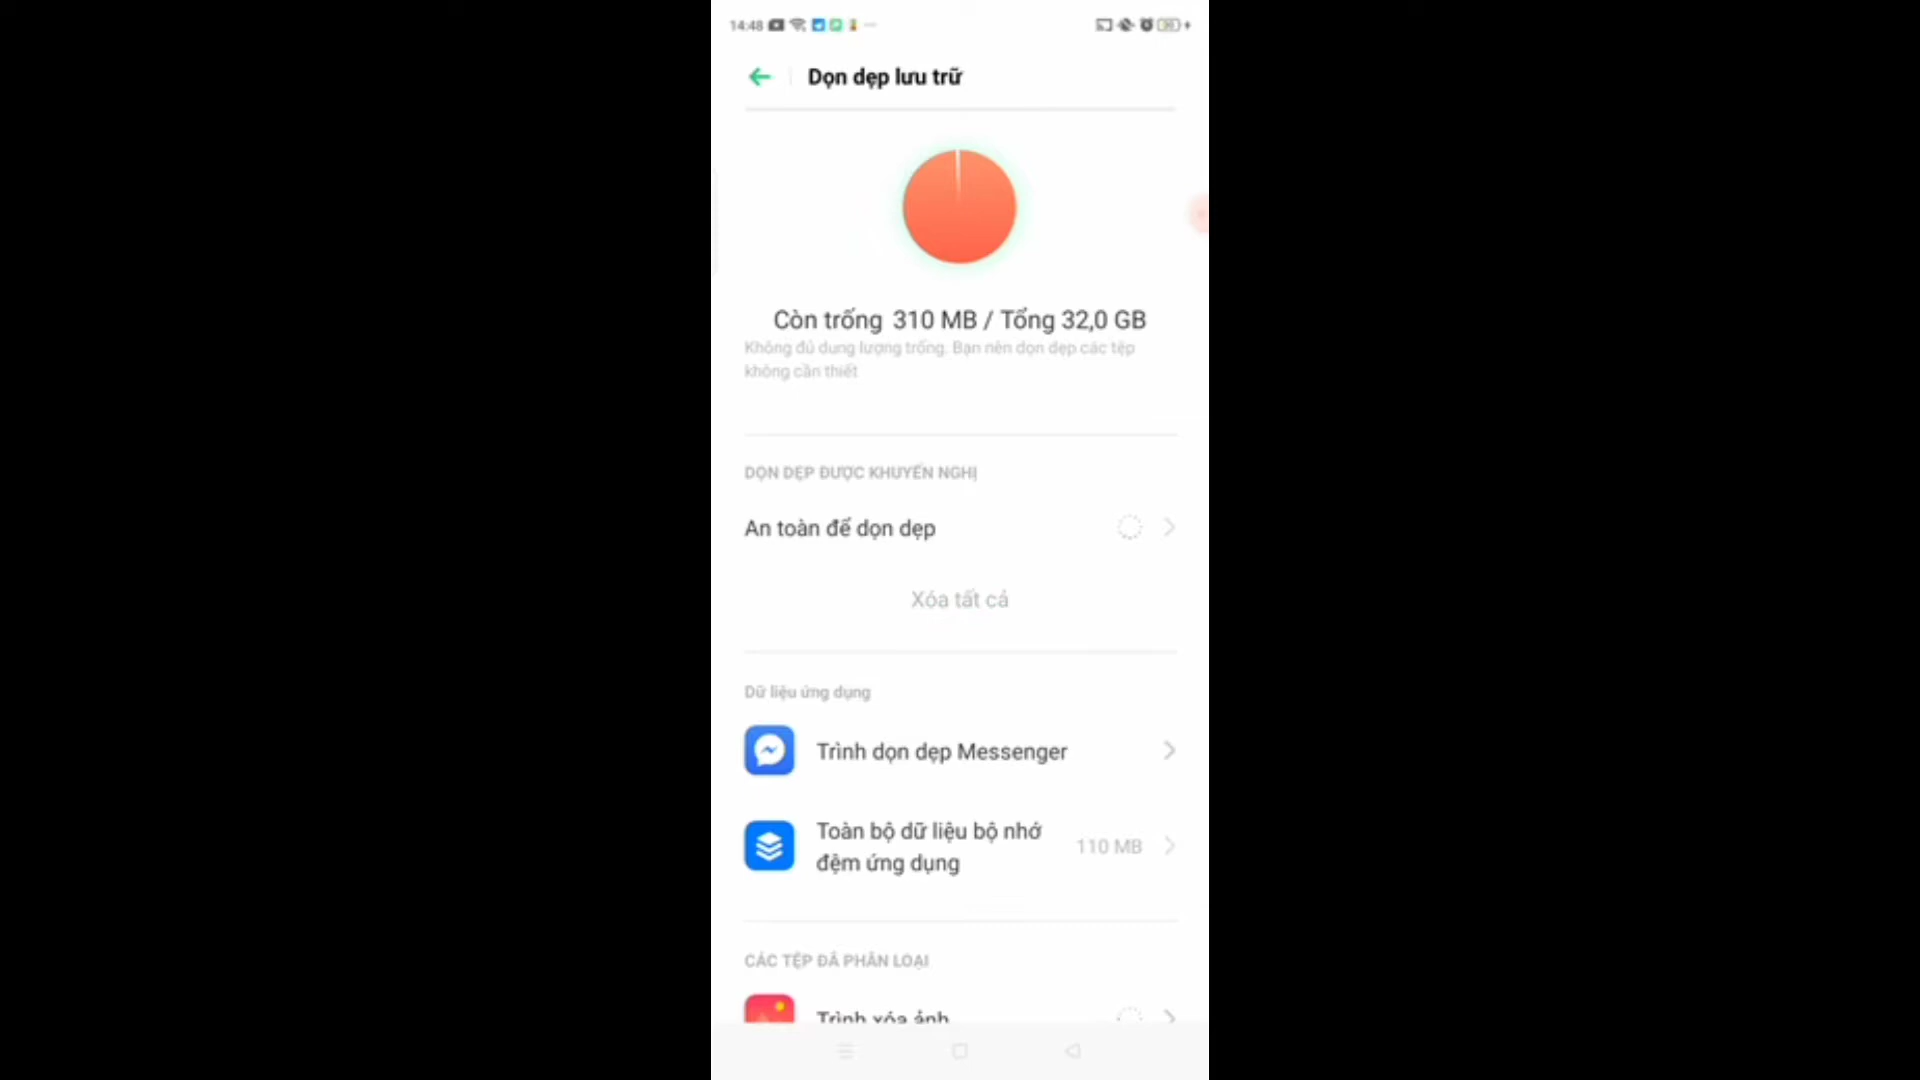 14:48
Dọn dẹp lưu trữ
Còn trống 310 MB / Tổng 32,0 GB
Không đủ dung lượng trống. Bạn nên dọn dẹp các tệp
không cần thiết
DỌN DẸP ĐƯỢC KHUYẾN NGHỊ
An toàn để dọn dẹp
Xóa tất cả
Dữ liệu ứng dụng
Trình dọn dẹp Messenger
Toàn bộ dữ liệu bộ nhớ
đệm ứng dụng
110 MB
CÁC TỆP ĐÃ PHÂN LOẠI
Trình xóa ảnh